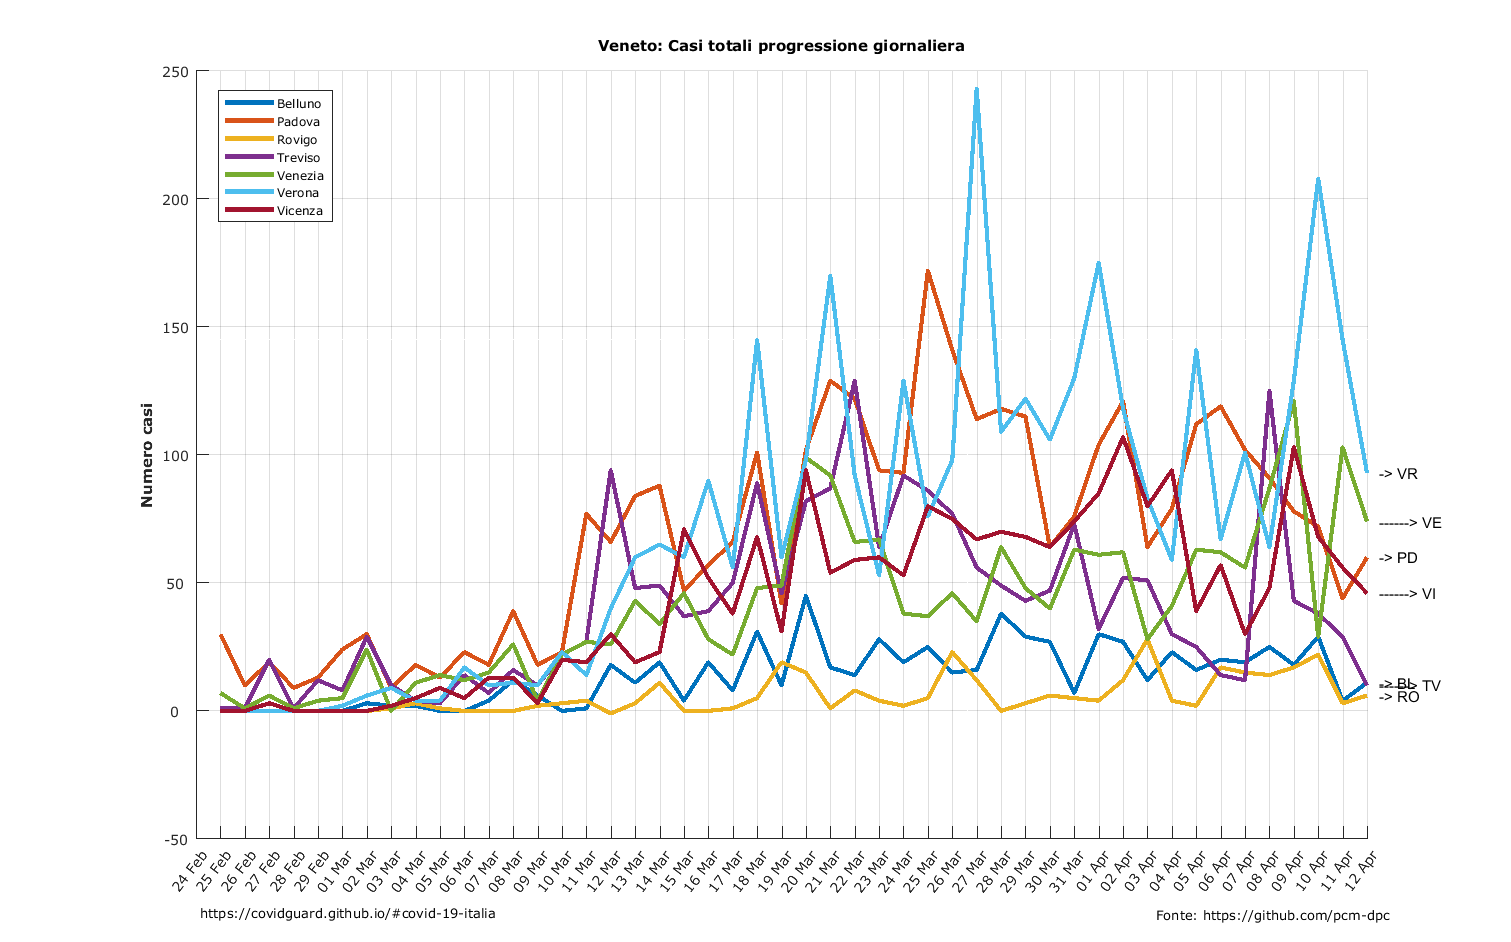 Veneto: Casi totali progressione giornaliera
250
200
150
100
50
0
-50
Numero casi
Belluno
Padova
Rovigo
Treviso
Venezia
Verona
Vicenza
-> VR
------> VE
-> PD
------> VI
-> BL
------> TV
-> RO
24 Feb
25 Feb
26 Feb
27 Feb
28 Feb
29 Feb
01 Mar
02 Mar
03 Mar
04 Mar
05 Mar
06 Mar
07 Mar
08 Mar
09 Mar
10 Mar
11 Mar
12 Mar
13 Mar
14 Mar
15 Mar
16 Mar
17 Mar
18 Mar
19 Mar
20 Mar
21 Mar
22 Mar
23 Mar
24 Mar
25 Mar
26 Mar
27 Mar
28 Mar
29 Mar
30 Mar
31 Mar
01 Apr
02 Apr
03 Apr
04 Apr
05 Apr
06 Apr
07 Apr
08 Apr
09 Apr
10 Apr
11 Apr
12 Apr
https://covidguard.github.io/#covid-19-italia
Fonte: https://github.com/pcm-dpc